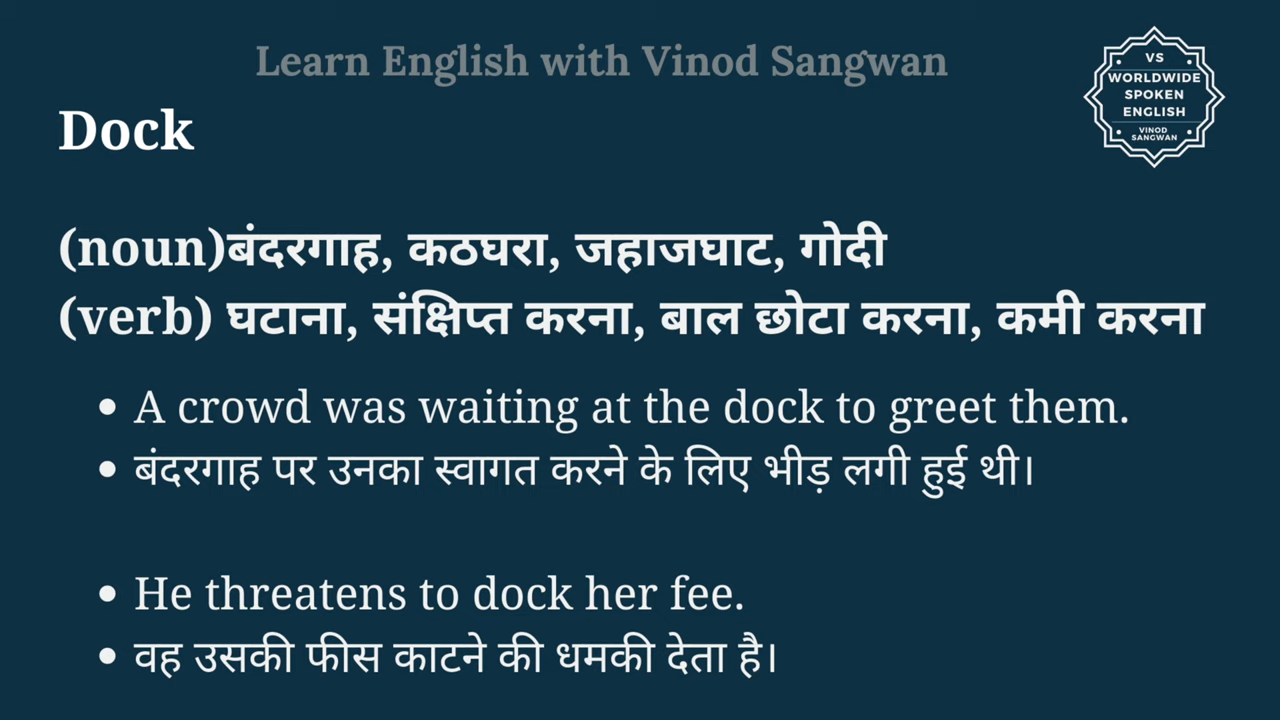 Learn English with Vinod Sangwan
VS
WORLDWIDE
SPOKEN
ENGLISH
VINOD
SANGWAN
Dock
(noun)बंदरगाह, कठघरा, जहाजघाट, गोदी
(verb) घटाना, संक्षिप्त करना, बाल छोटा करना, कमी करना
• A crowd was waiting at the dock to greet them.
• बंदरगाह पर उनका स्वागत करने के लिए भीड़ लगी हुई थी।
• He threatens to dock her fee.
• वह उसकी फीस काटने की धमकी देता है।